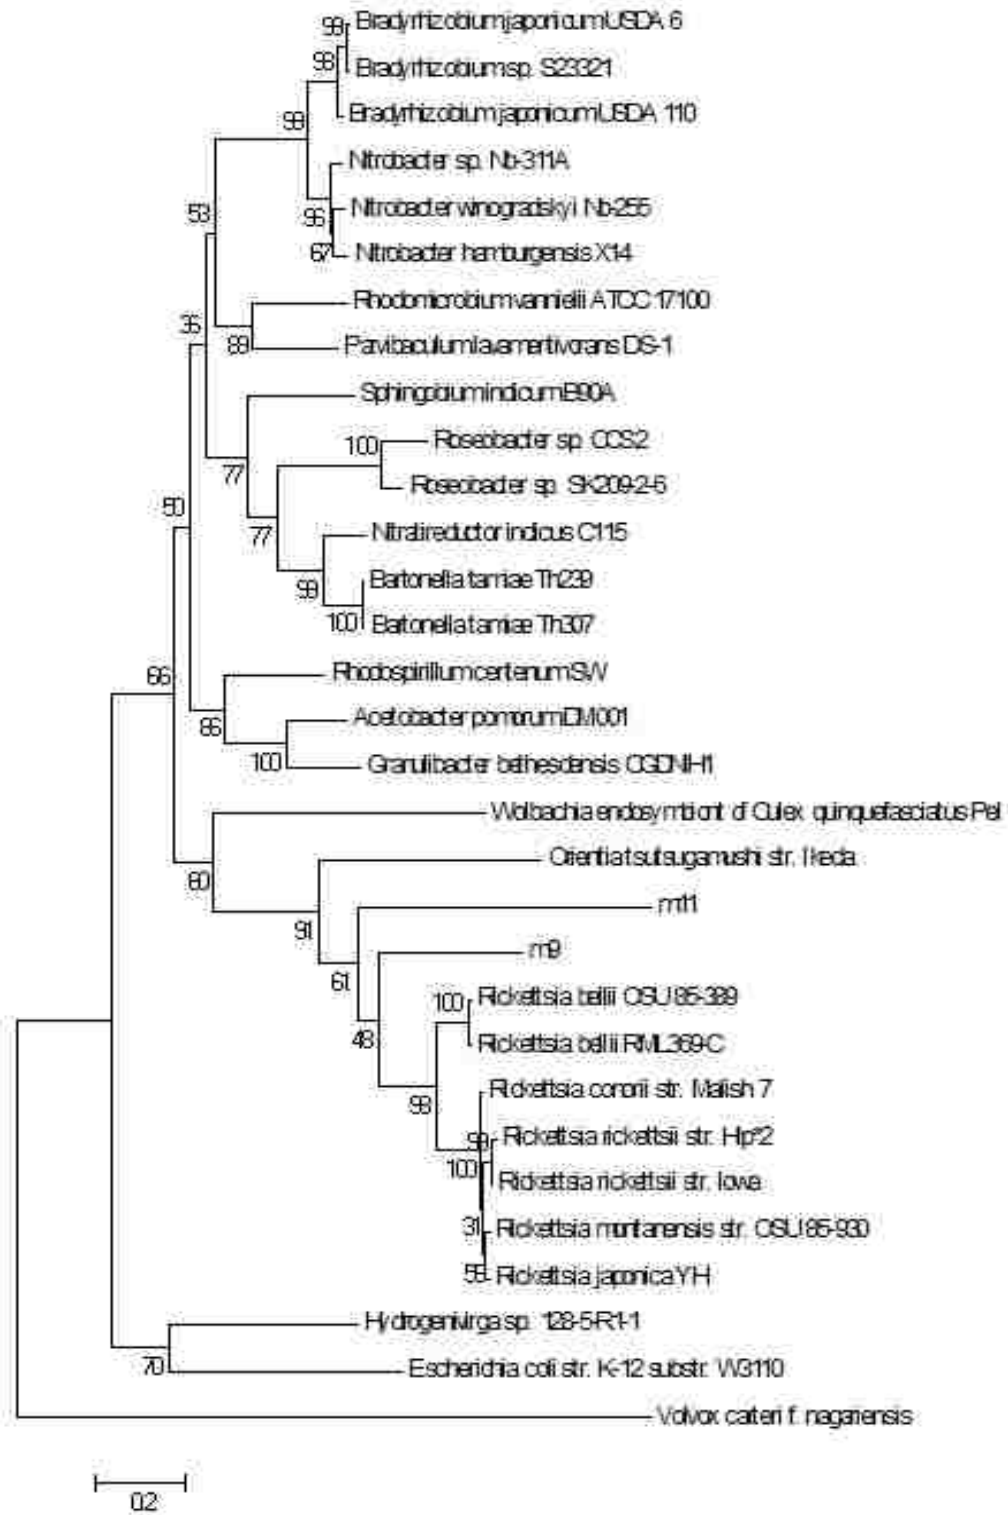 99
Bradyrhizobium japonicum USDA 6
98
Bradyrhizobium sp. S23321
99
Bradyrhizobium japonicum USDA 110
Nitrobacter sp. Nb-311A
53
96
Nitrobacter winogradskyi Nb-255
67
Nitrobacter hamburgensis X14
Rhodomicrobium vannielii ATCC 17100
36
89
Parvibaculum lavamentivorans DS-1
Sphingobium indicum B90A
100
Roseobacter sp. CCS2
77
Roseobacter sp. SK209-2-6
50
77
Nitratireductor indicus C115
99
Bartonella tamiae Th239
100
Bartonella tamiae Th307
66
Rhodospirillum centenum SW
86
Acetobacter pomorum DM001
100
Granulibacter bethesdensis CGDNIH1
Wolbachia endosymbiont of Culex quinquefasciatus Pel
60
Orientia tsutsugamushi str. Ikeda
91
m11
61
m9
100
Rickettsia bellii OSU 85-389
48
Rickettsia bellii RML369-C
98
Rickettsia conorii str. Malish 7
99
Rickettsia rickettsii str. Hlp#2
100
Rickettsia rickettsii str. Iowa
31
Rickettsia montanensis str. OSU 85-930
55
Rickettsia japonica YH
Hydrogenivirga sp. 128-5-R1-1
70
Escherichia coli str. K-12 substr. W3110
Volvox carteri f. nagariensis
0.2